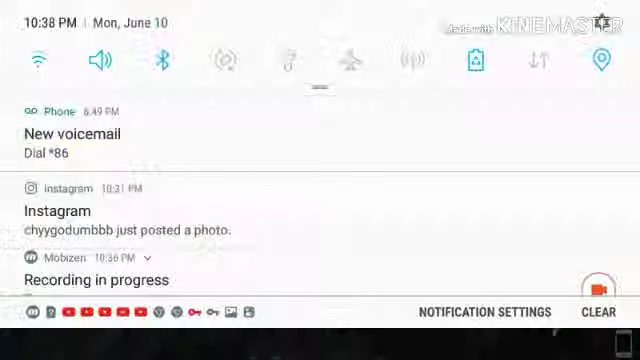 10:38 PM | Mon, June 10
Made with KINEMASTER
Phone 6:49 PM
New voicemail
Dial *86
Instagram 10:31 PM
Instagram
chyygodumbbb just posted a photo.
Mobizen 10:36 PM
Recording in progress
NOTIFICATION SETTINGS CLEAR